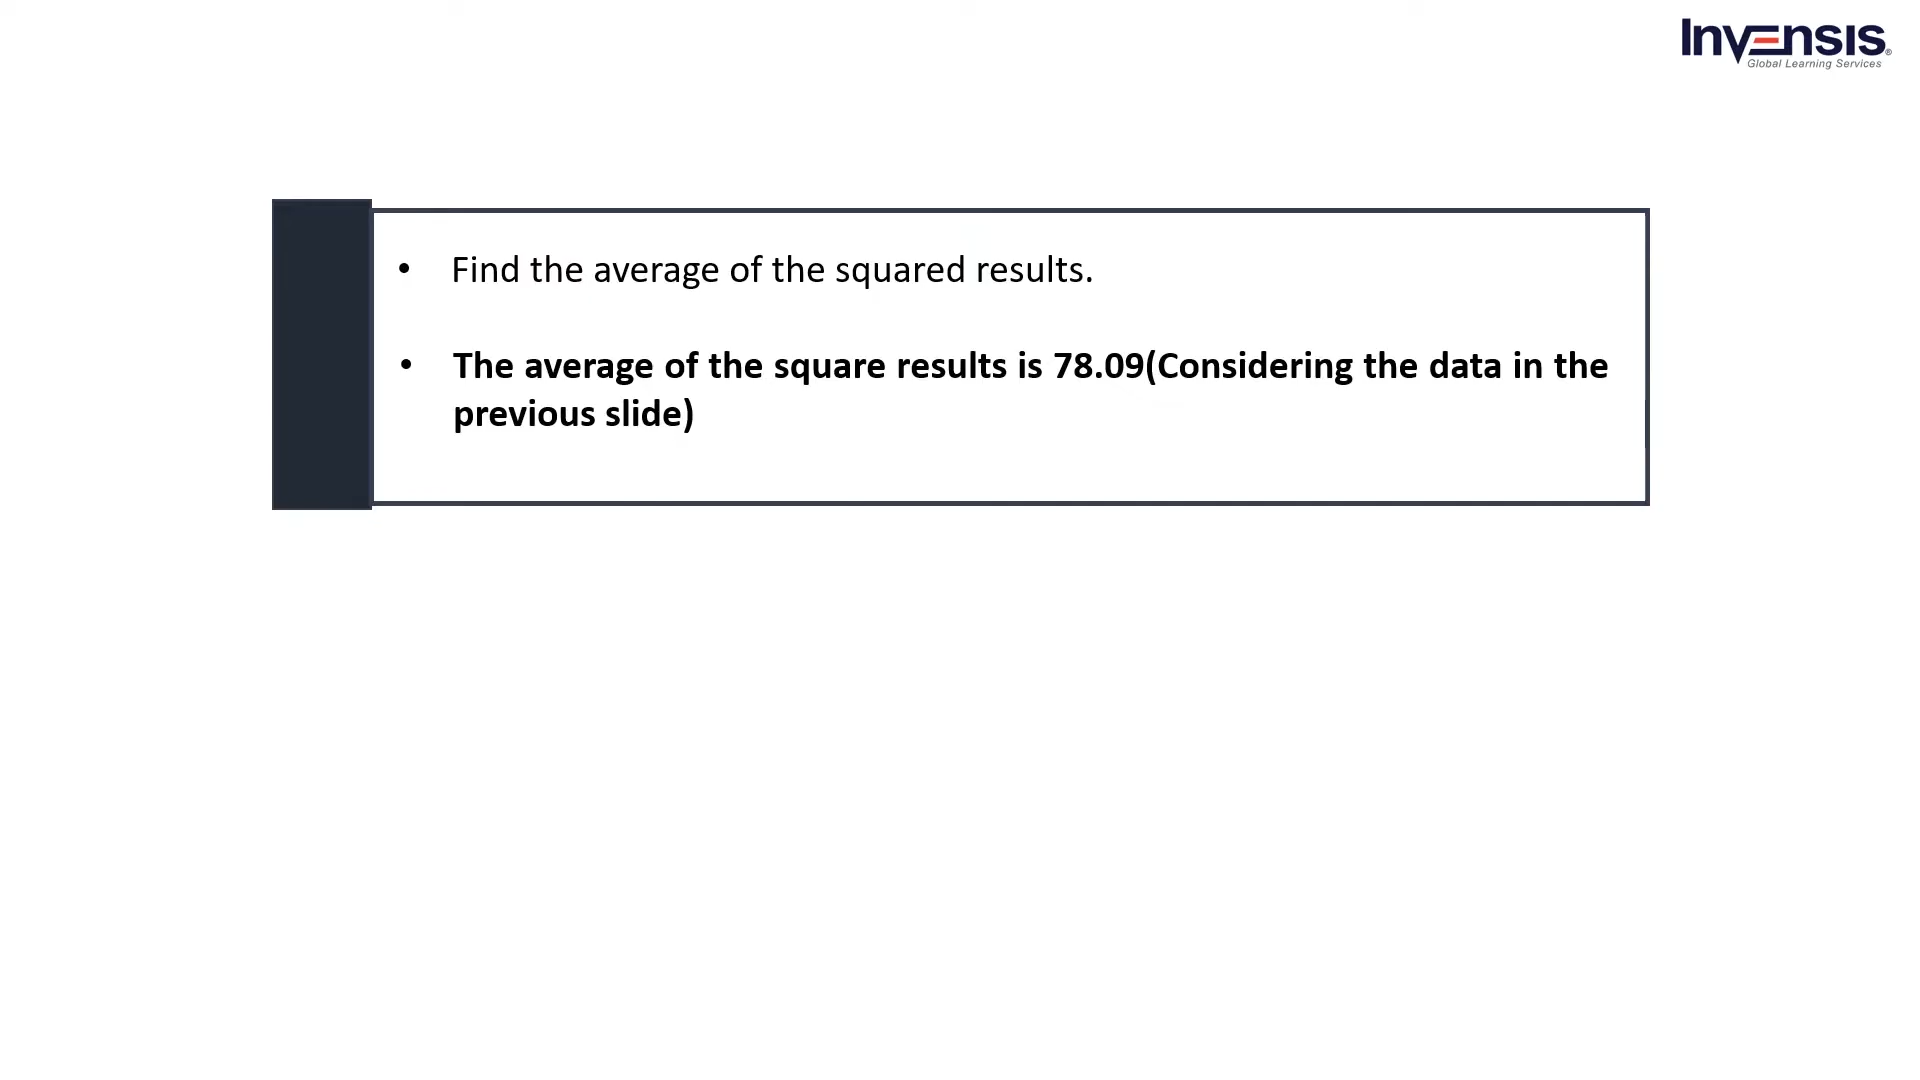 Invensis®
Global Learning Services
• Find the average of the squared results.
• The average of the square results is 78.09(Considering the data in the
previous slide)